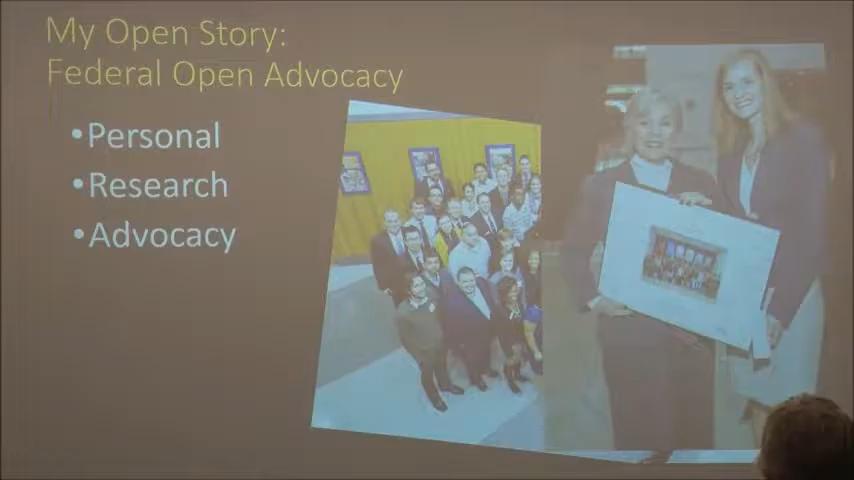 My Open Story:
Federal Open Advocacy
•Personal
•Research
•Advocacy